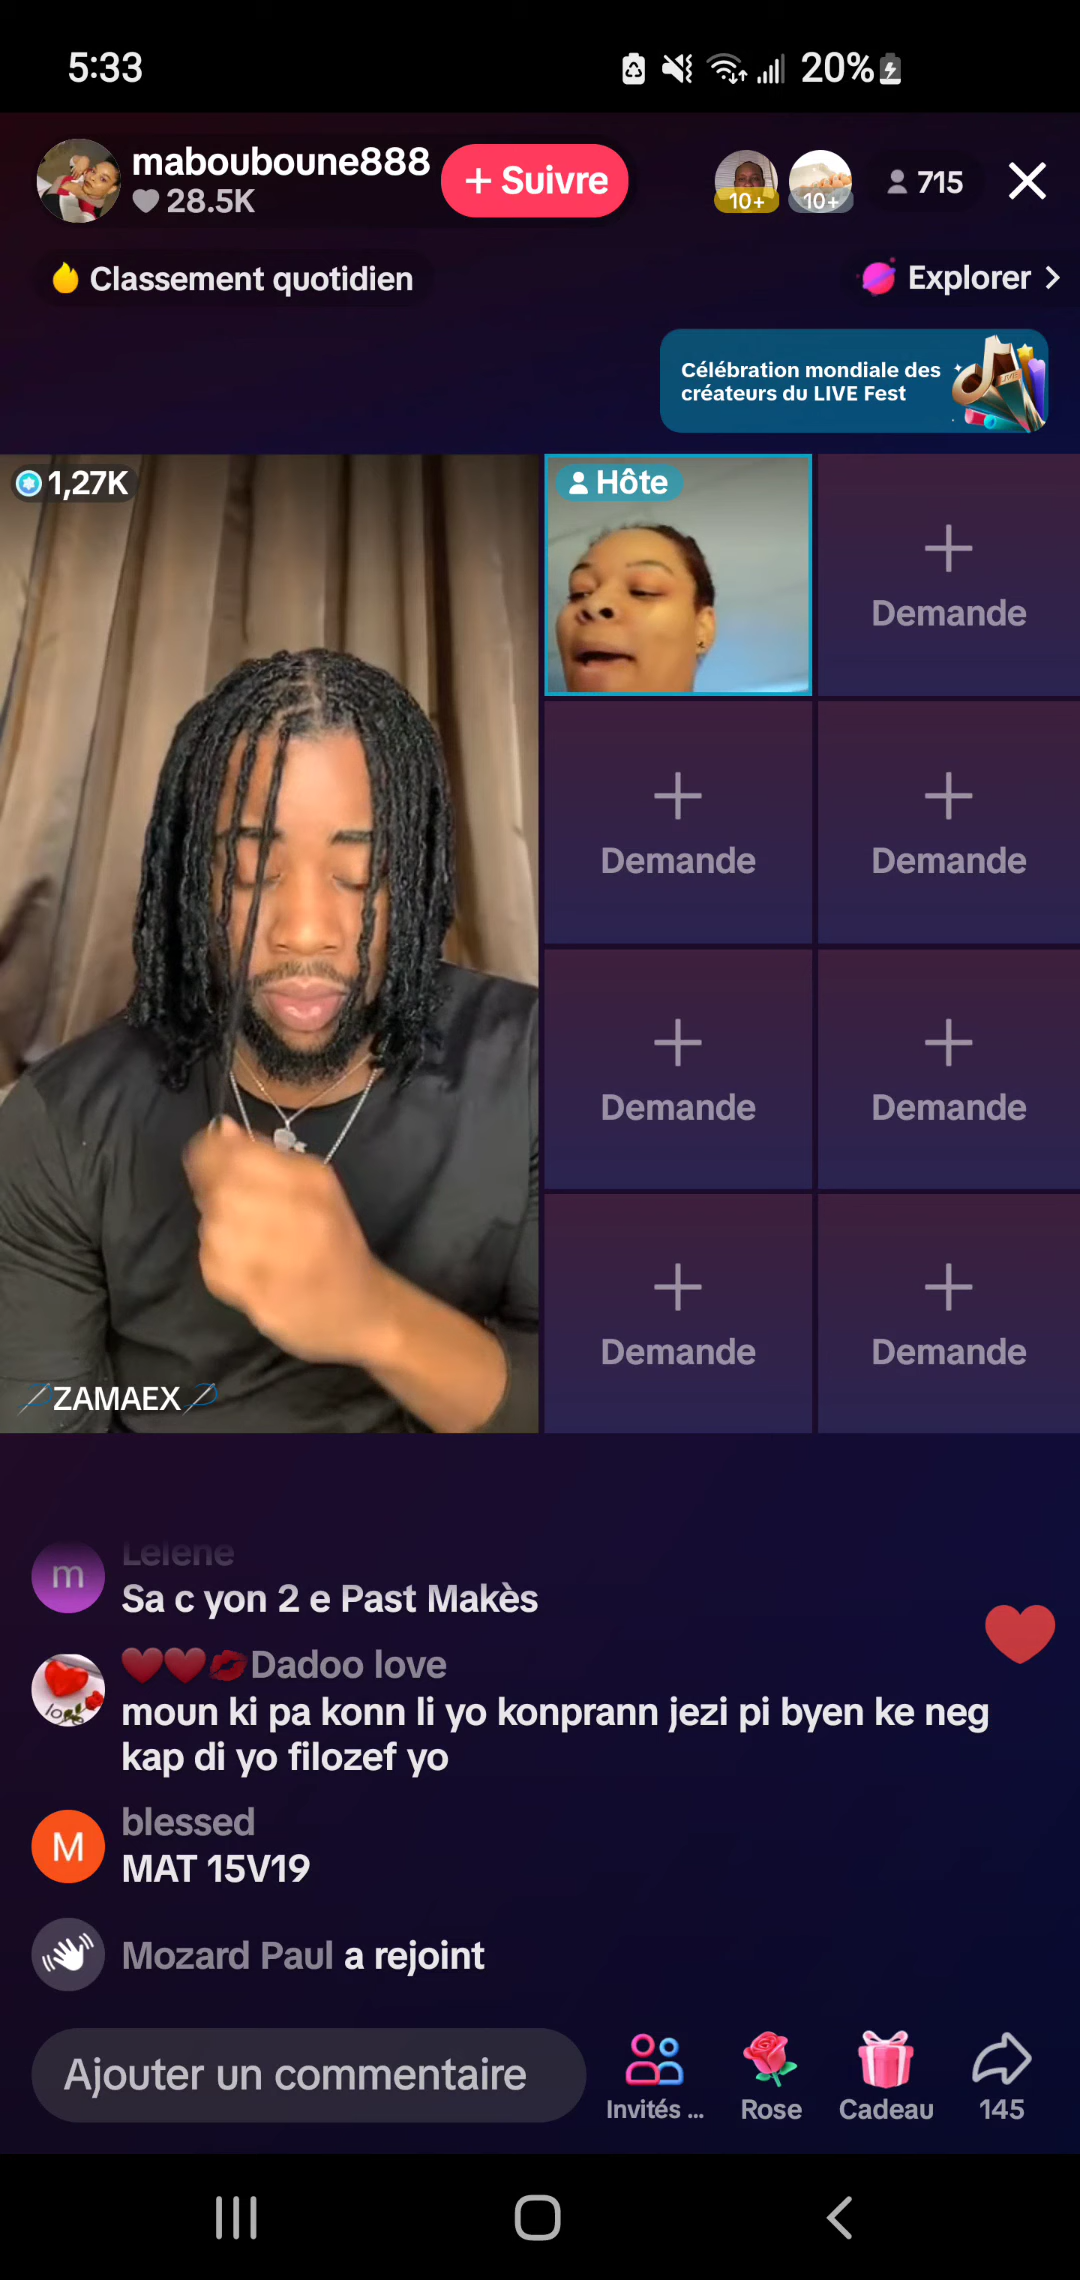 5:33
20%
mabouboune888
28.5K
+ Suivre
10+
10+
715
Classement quotidien
Explorer
Célébration mondiale des
créateurs du LIVE Fest
1,27K
Hôte
Demande
Demande
Demande
Demande
Demande
Demande
Demande
ZAMAEX
m
Lelene
Sa c yon 2 e Past Makès
Dadoo love
moun ki pa konn li yo konprann jezi pi byen ke neg
kap di yo filozef yo
M
blessed
MAT 15V19
Mozard Paul a rejoint
Ajouter un commentaire
Invités ...
Rose
Cadeau
145